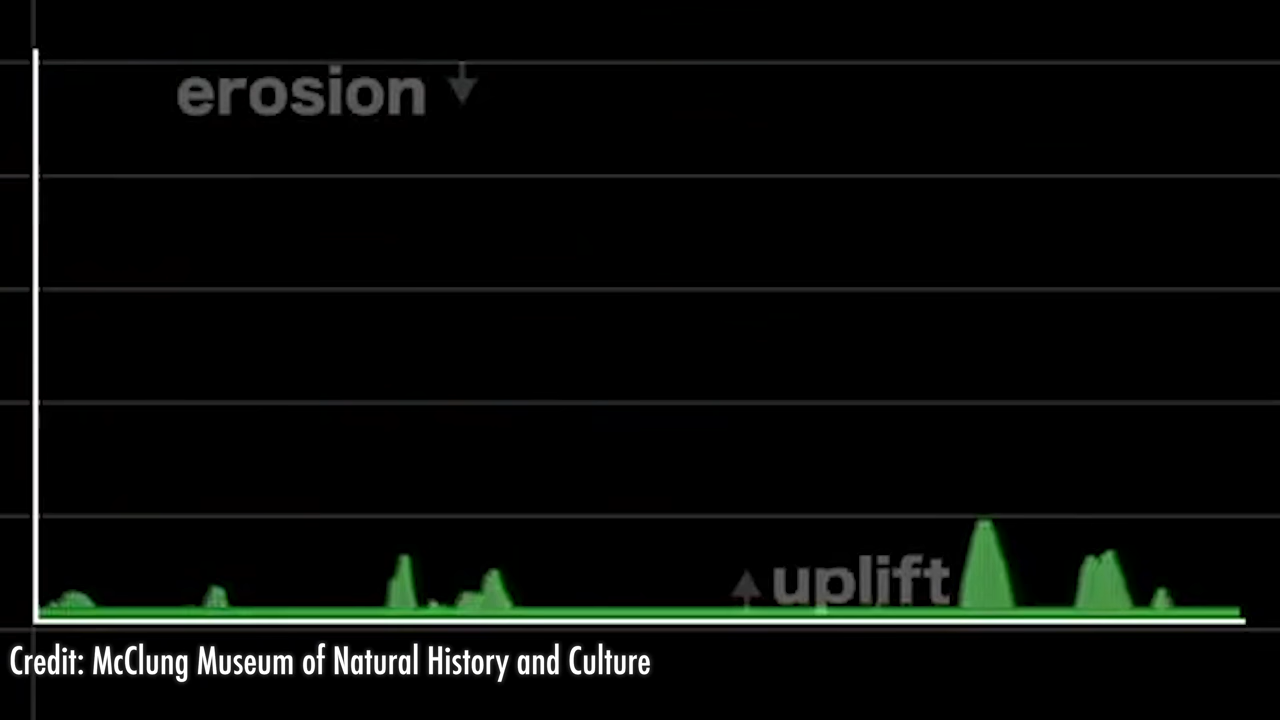 erosion
uplift
Credit: McClung Museum of Natural History and Culture